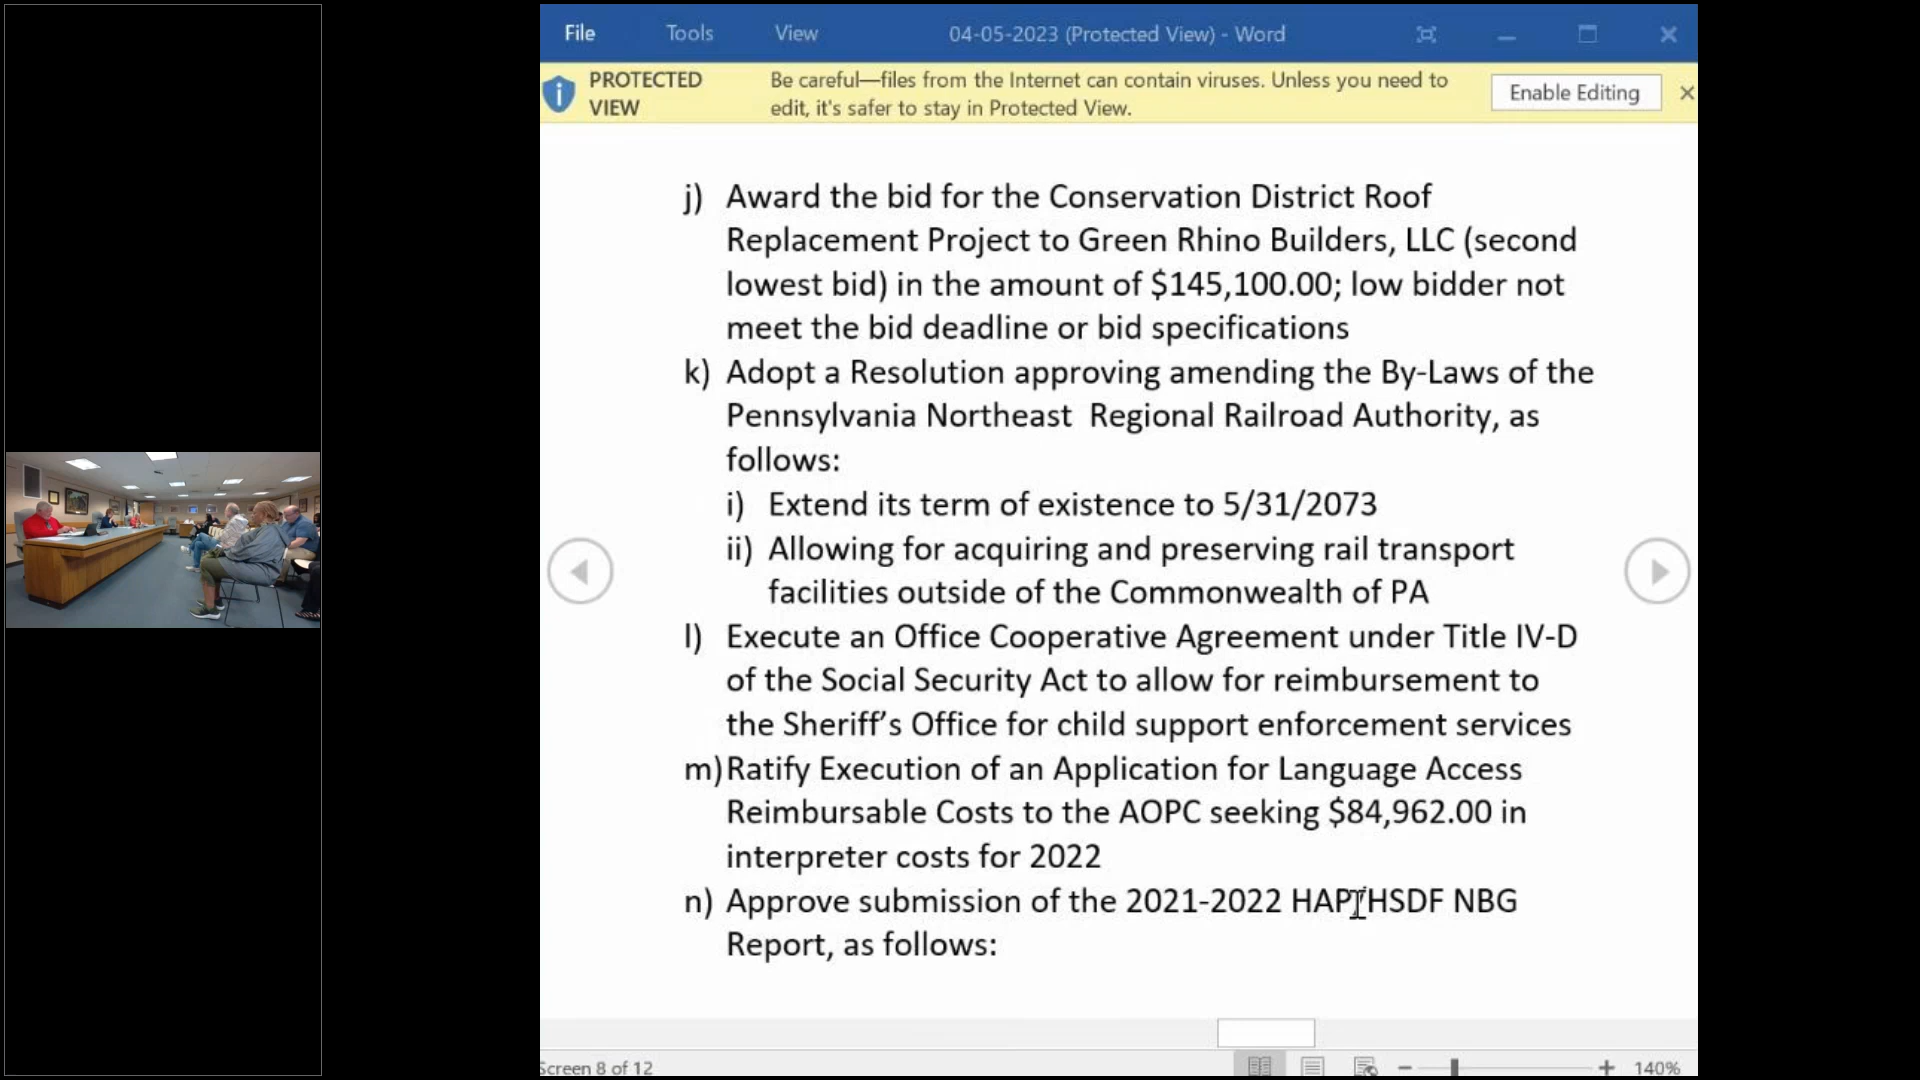 File Tools View 04-05-2023 (Protected View) - Word
PROTECTED VIEW
Be careful—files from the Internet can contain viruses. Unless you need to
edit, it's safer to stay in Protected View.
Enable Editing
j) Award the bid for the Conservation District Roof
Replacement Project to Green Rhino Builders, LLC (second
lowest bid) in the amount of $145,100.00; low bidder not
meet the bid deadline or bid specifications
k) Adopt a Resolution approving amending the By-Laws of the
Pennsylvania Northeast Regional Railroad Authority, as
follows:
i) Extend its term of existence to 5/31/2073
ii) Allowing for acquiring and preserving rail transport
facilities outside of the Commonwealth of PA
l) Execute an Office Cooperative Agreement under Title IV-D
of the Social Security Act to allow for reimbursement to
the Sheriff’s Office for child support enforcement services
m) Ratify Execution of an Application for Language Access
Reimbursable Costs to the AOPC seeking $84,962.00 in
interpreter costs for 2022
n) Approve submission of the 2021-2022 HAP/HSDF NBG
Report, as follows:
Screen 8 of 12 140%